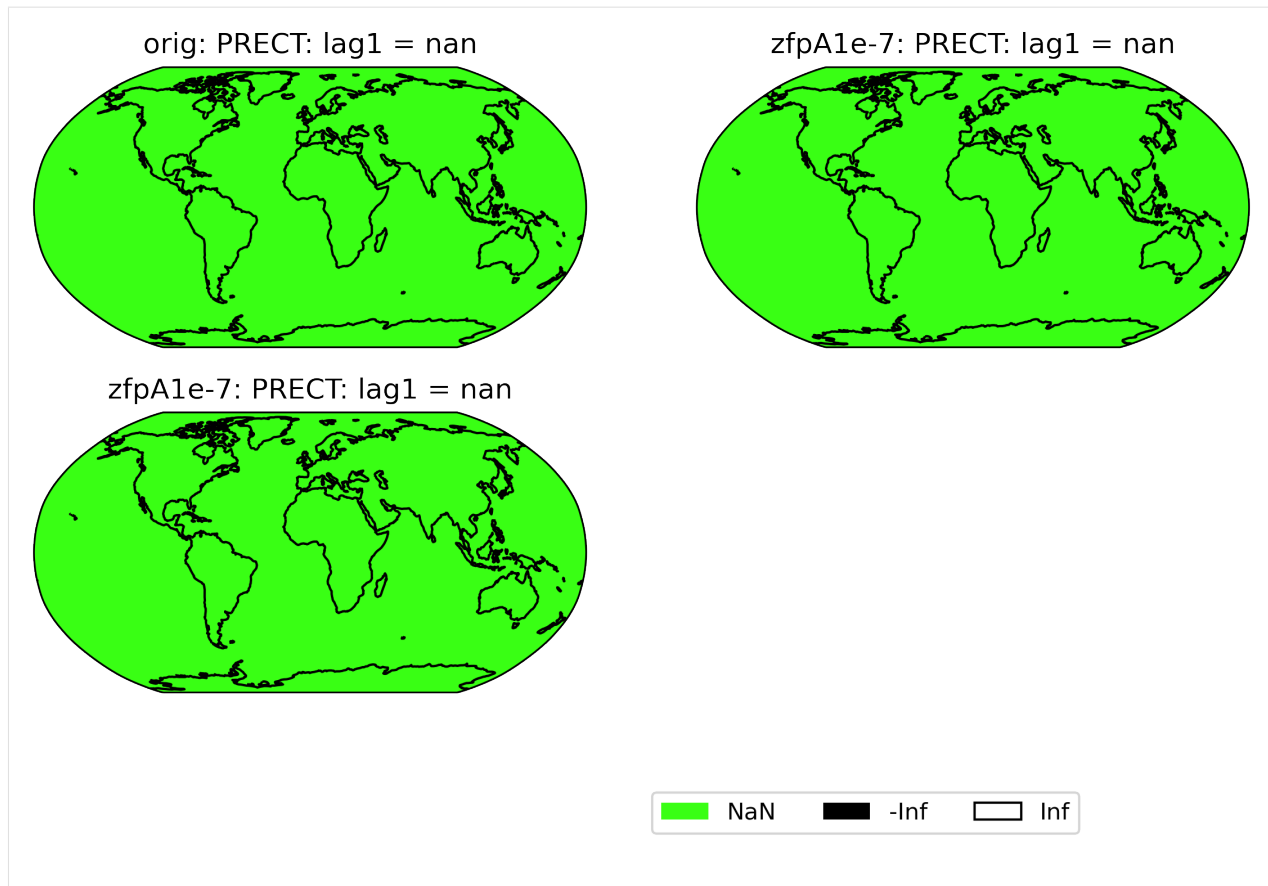 orig: PRECT: lag1 = nan
zfpA1e-7: PRECT: lag1 = nan
zfpA1e-7: PRECT: lag1 = nan
NaN
-Inf
Inf